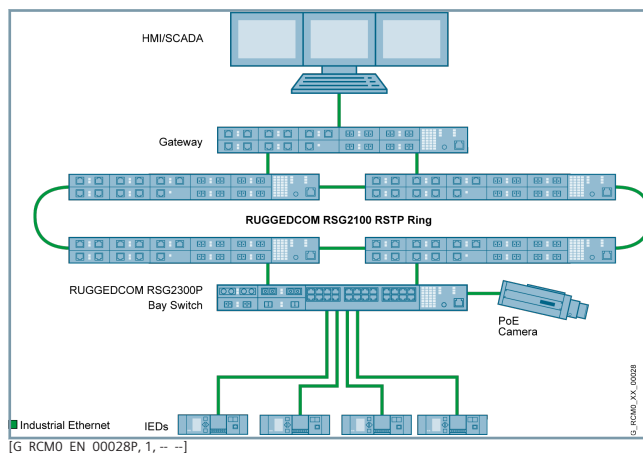 HMI/SCADA
Gateway
RUGGEDCOM RSG2100 RSTP Ring
RUGGEDCOM RSG2300P
Bay Switch
PoE
Camera
G_RCM0_XX_00028
Industrial Ethernet
IEDs
[G_RCM0_EN_00028P, 1, -- --]